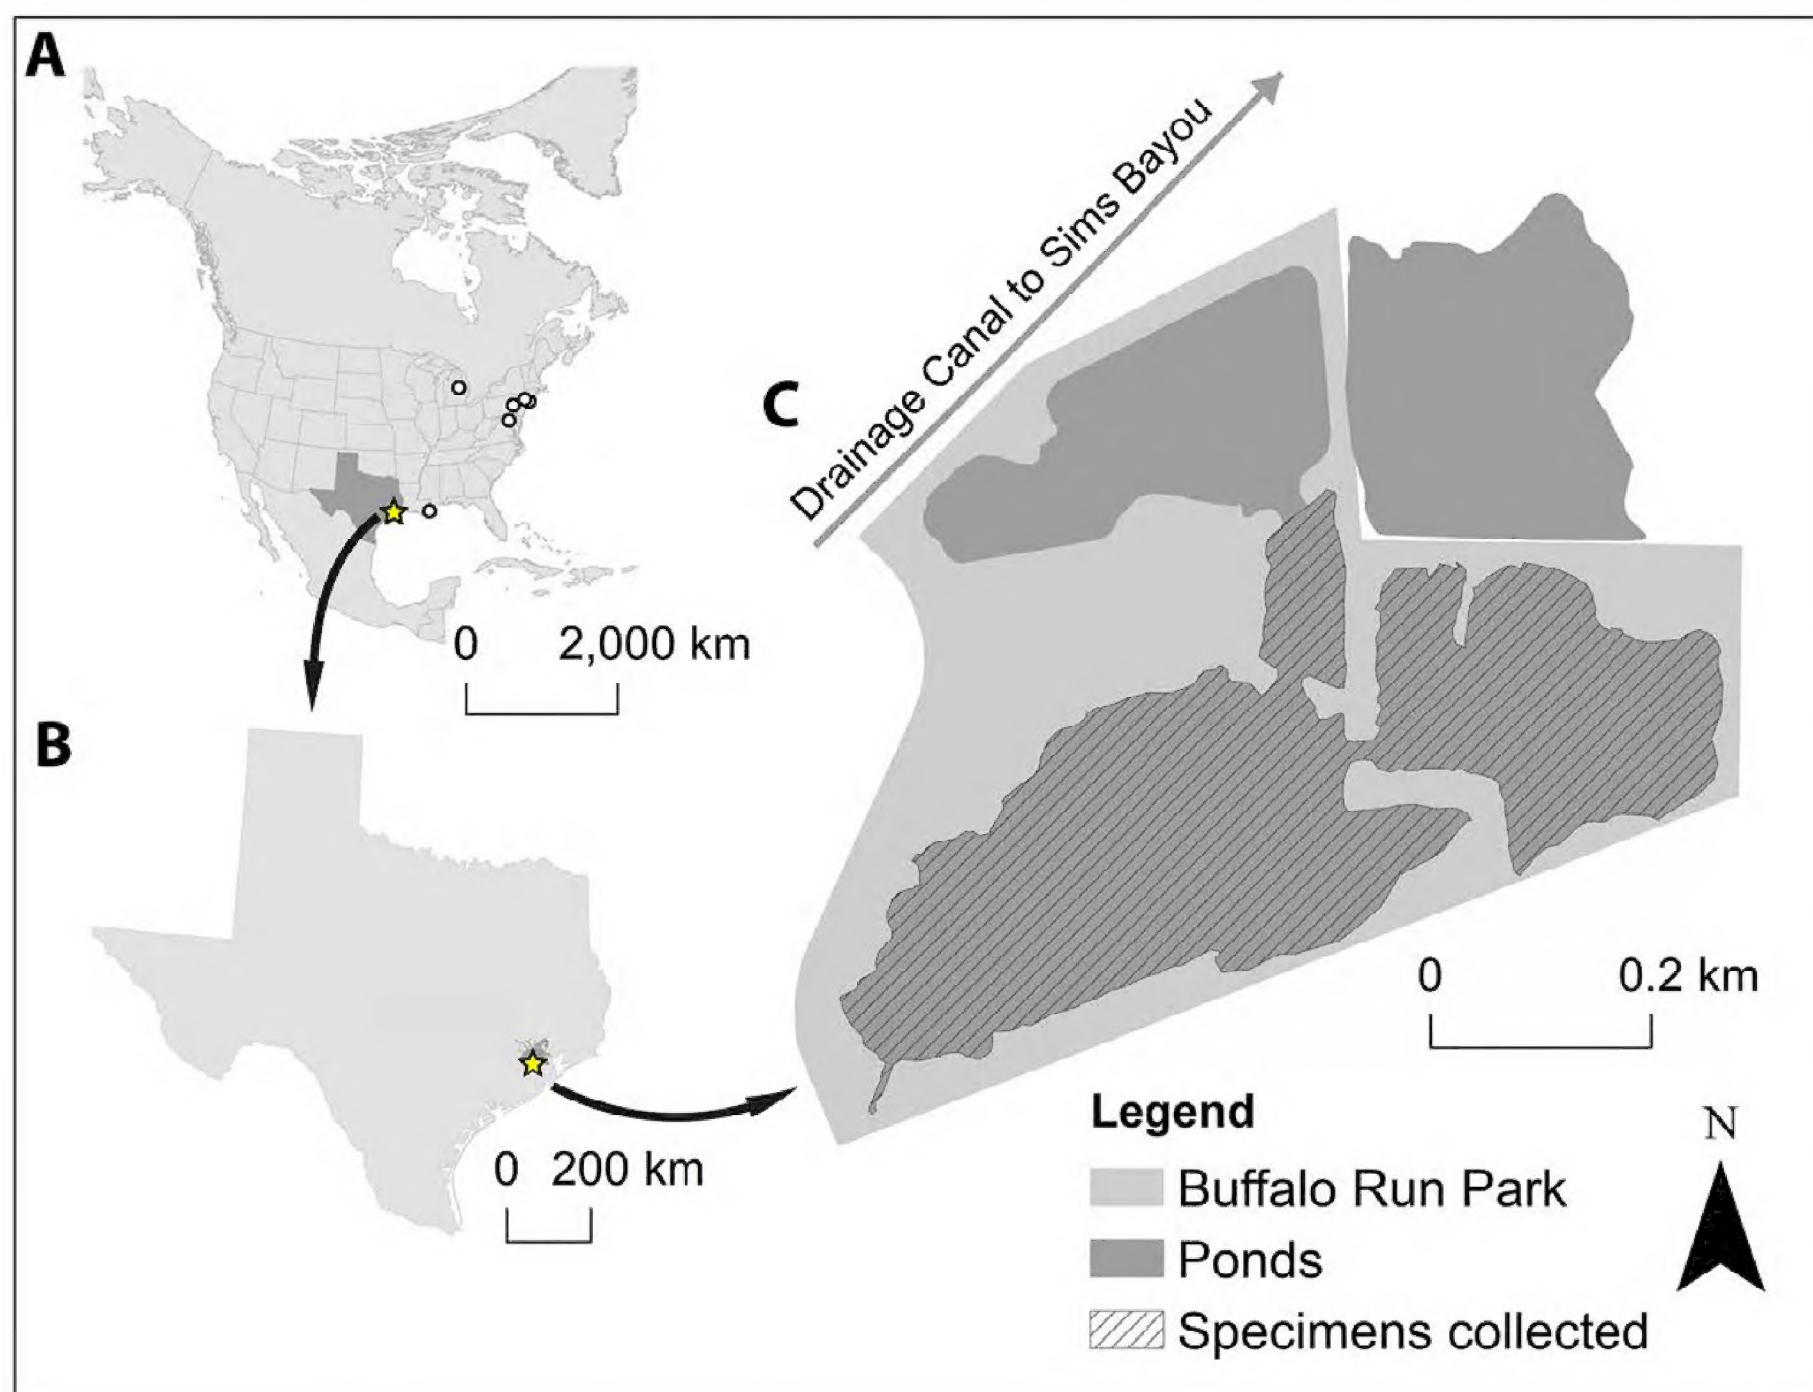 A
Drainage Canal to Sims Bayou
C
0 2,000 km
B
0 0.2 km
0 200 km
Legend
Buffalo Run Park
Ponds
Specimens collected
N